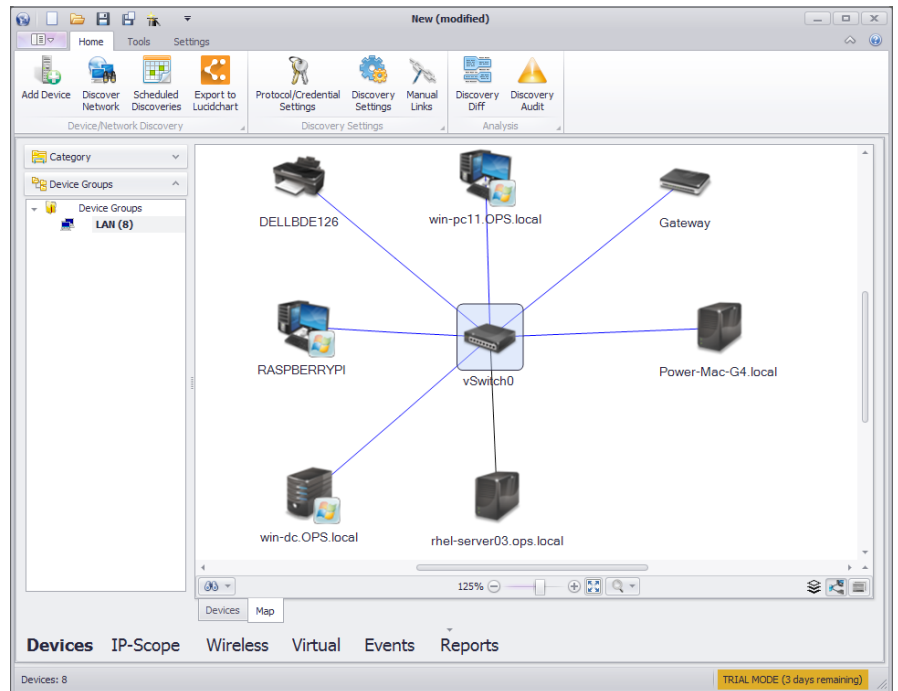 New (modified)
Home Tools Settings
Add Device Discover Network Scheduled Discoveries Export to Lucidchart Protocol/Credential Settings Discovery Settings Manual Links Discovery Diff Discovery Audit
Device/Network Discovery Discovery Settings Analysis
Category
Device Groups
Device Groups
LAN (8)
DELLBDE126
win-pc11.OPS.local
Gateway
RASPBERRYPI
vSwitch0
Power-Mac-G4.local
win-dc.OPS.local
rhel-server03.ops.local
125%
Devices Map
Devices IP-Scope Wireless Virtual Events Reports
Devices: 8
TRIAL MODE (3 days remaining)